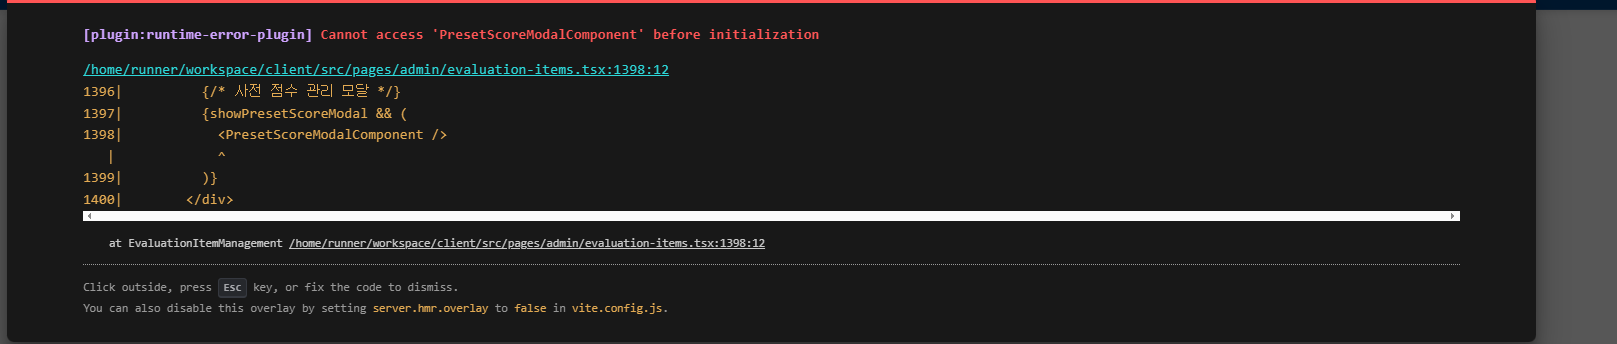 [plugin:runtime-error-plugin] Cannot access 'PresetScoreModalComponent' before initialization
/home/runner/workspace/client/src/pages/admin/evaluation-items.tsx:1398:12
1396|          {/* 사전 점수 관리 모달 */}
1397|          {showPresetScoreModal && (
1398|            <PresetScoreModalComponent />
   |            ^
1399|          )}
1400|        </div>
at EvaluationItemManagement /home/runner/workspace/client/src/pages/admin/evaluation-items.tsx:1398:12
Click outside, press Esc key, or fix the code to dismiss.
You can also disable this overlay by setting server.hmr.overlay to false in vite.config.js.